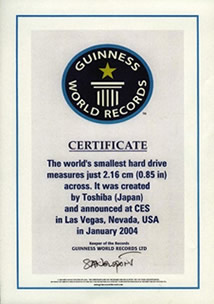 GUINNESS
WORLD RECORDS
™
CERTIFICATE
The world's smallest hard drive
measures just 2.16 cm (0.85 in)
across. It was created
by Toshiba (Japan)
and announced at CES
in Las Vegas, Nevada, USA
in January 2004
Keeper of the Records
GUINNESS WORLD RECORDS LTD